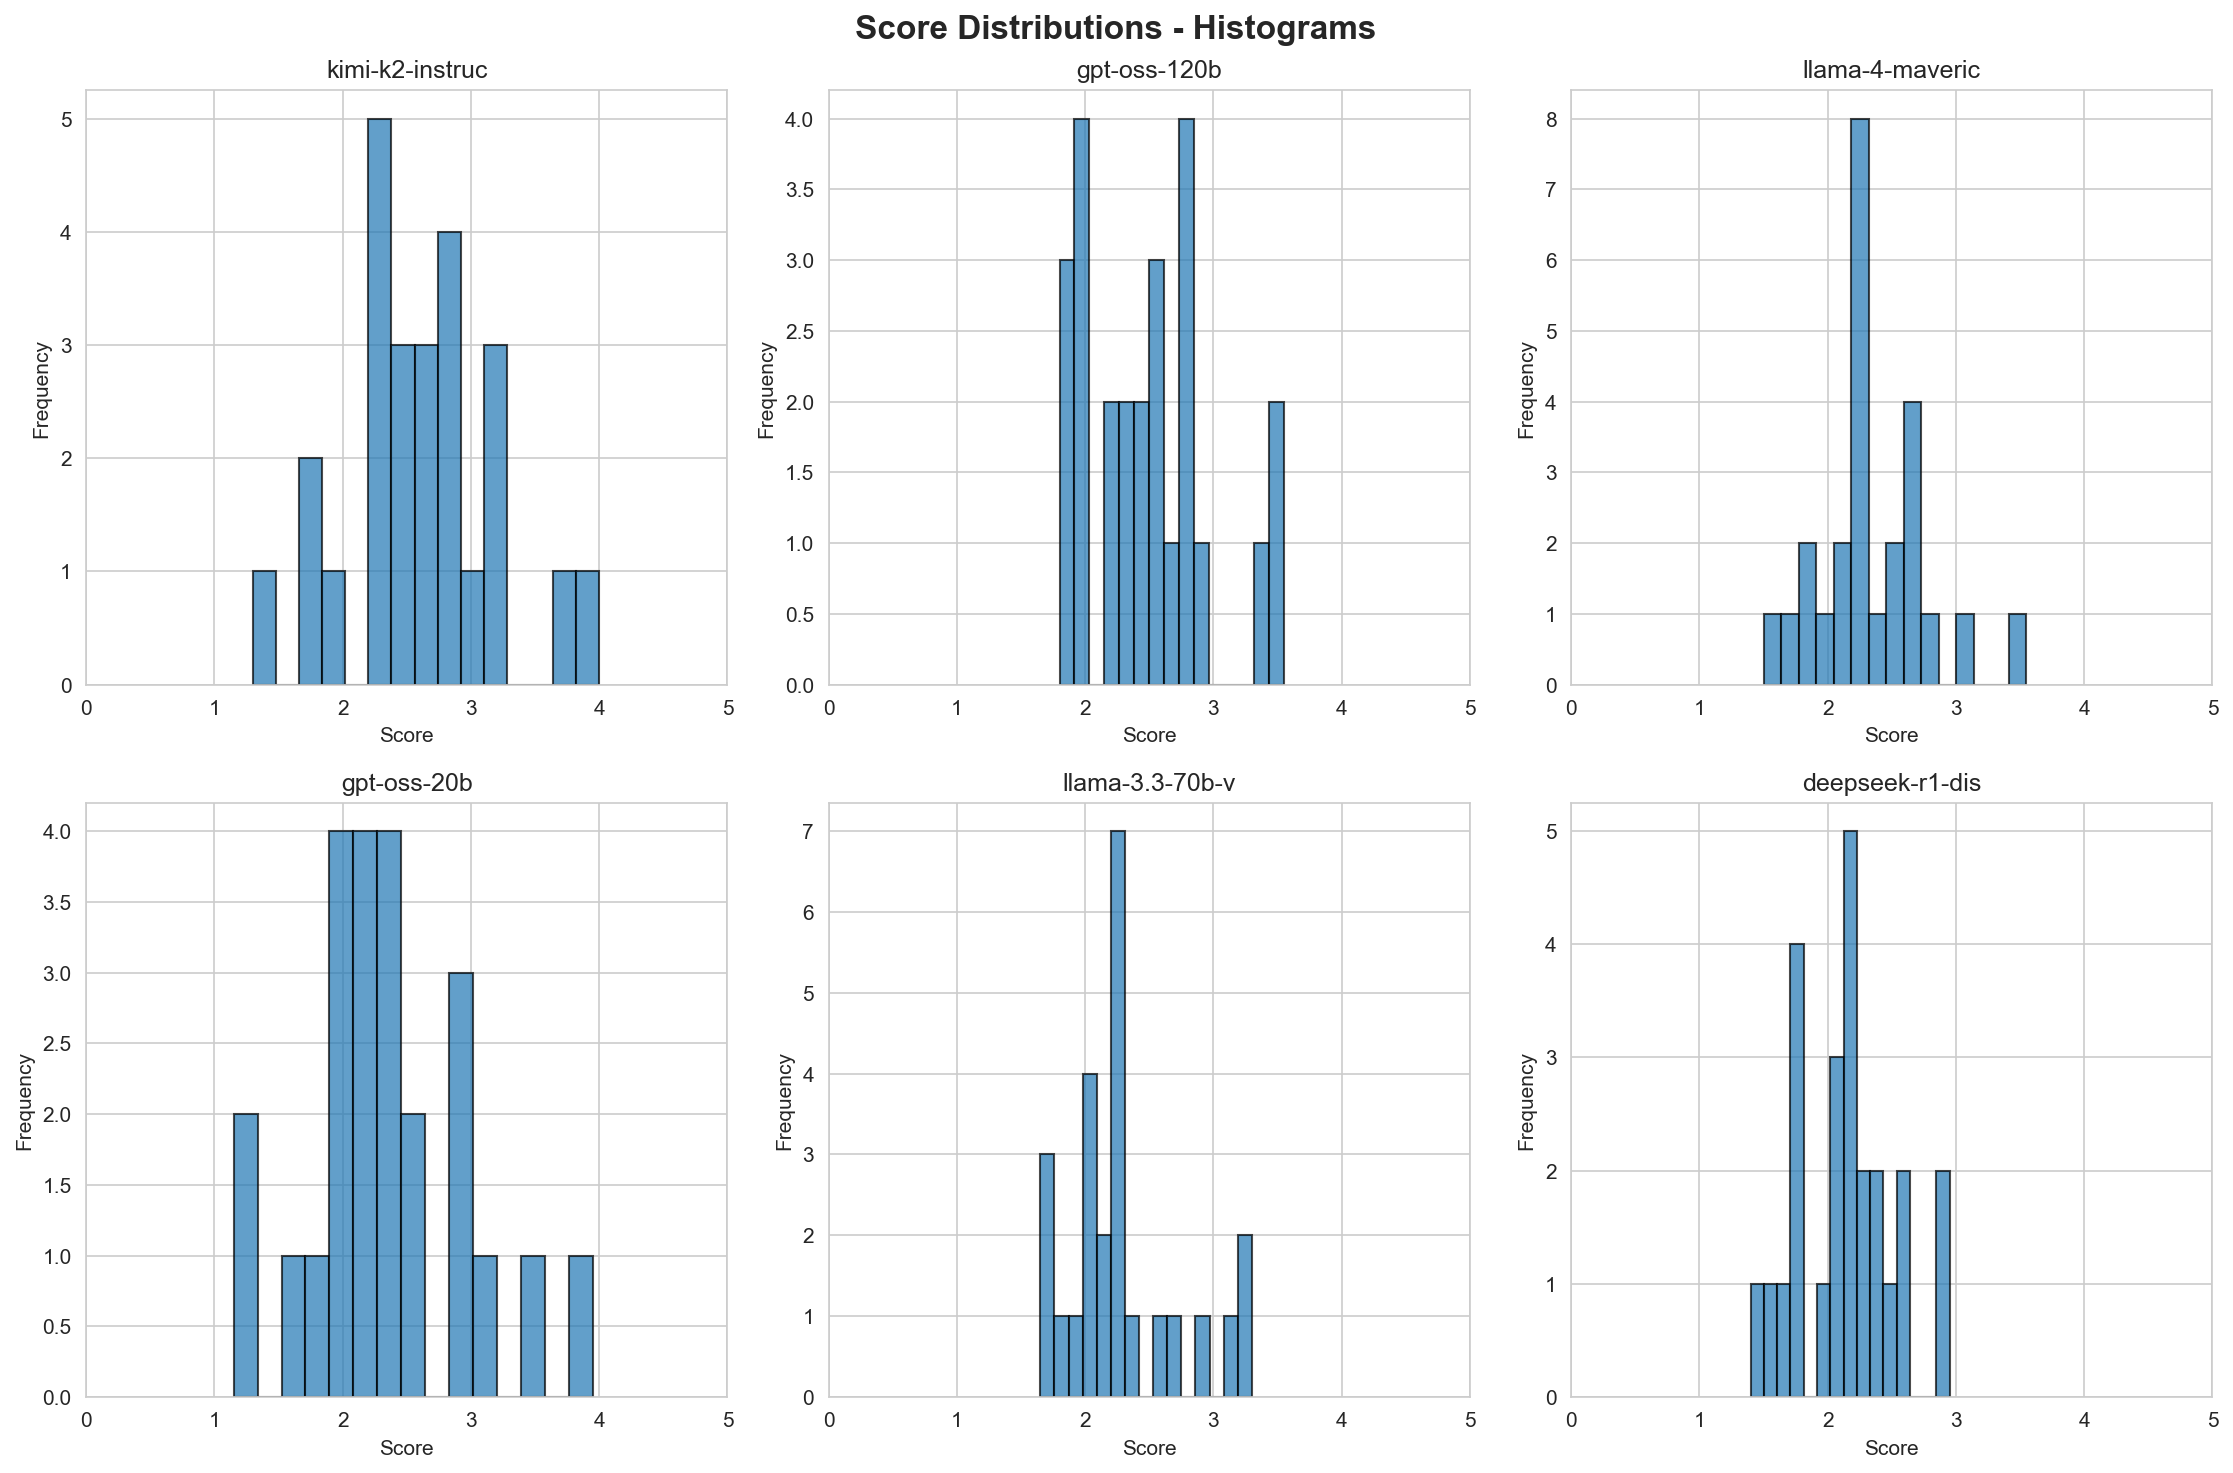 Score Distributions - Histograms
kimi-k2-instruc
5
4
3
2
1
0
Frequency
0 1 2 3 4 5
Score
gpt-oss-120b
4.0
3.5
3.0
2.5
2.0
1.5
1.0
0.5
0.0
Frequency
0 1 2 3 4 5
Score
llama-4-maveric
8
7
6
5
4
3
2
1
0
Frequency
0 1 2 3 4 5
Score
gpt-oss-20b
4.0
3.5
3.0
2.5
2.0
1.5
1.0
0.5
0.0
Frequency
0 1 2 3 4 5
Score
llama-3.3-70b-v
7
6
5
4
3
2
1
0
Frequency
0 1 2 3 4 5
Score
deepseek-r1-dis
5
4
3
2
1
0
Frequency
0 1 2 3 4 5
Score